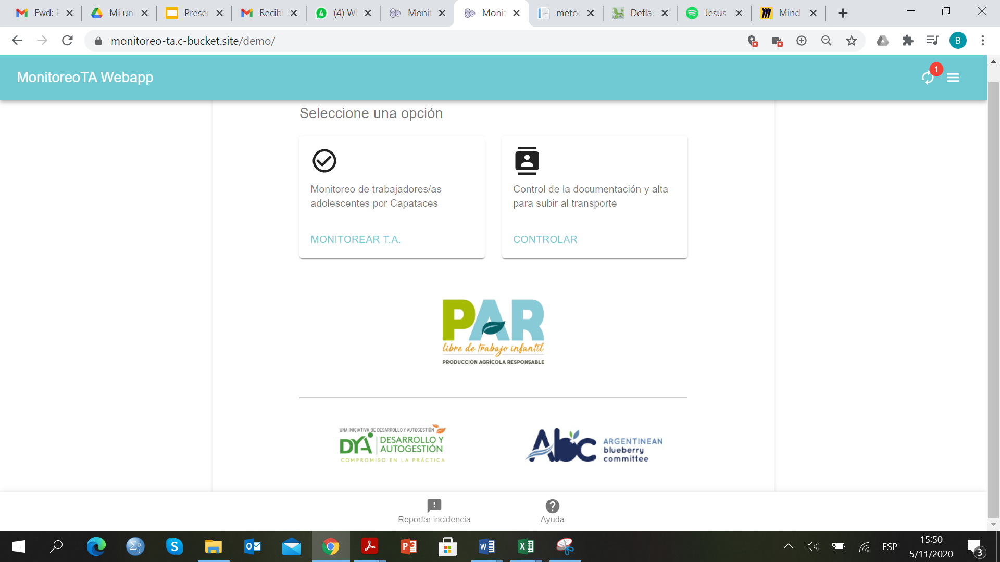 Fwd: F
Mi uni
Presen
Recibi
(4) Wh
Monit
Monit
metoc
Deflac
Jesus
Mind
monitoreo-ta.c-bucket.site/demo/
B
MonitoreoTA Webapp
1
Seleccione una opción
Monitoreo de trabajadores/as
adolescentes por Capataces
MONITOREAR T.A.
Control de la documentación y alta
para subir al transporte
CONTROLAR
PAR
libre de trabajo infantil
PRODUCCIÓN AGRÍCOLA RESPONSABLE
UNA INICIATIVA DE DESARROLLO Y AUTOGESTIÓN
DYA
DESARROLLO Y
AUTOGESTIÓN
COMPROMISO EN LA PRÁCTICA
Abc
ARGENTINEAN
blueberry
committee
Reportar incidencia
Ayuda
ESP
15:50
5/11/2020
3